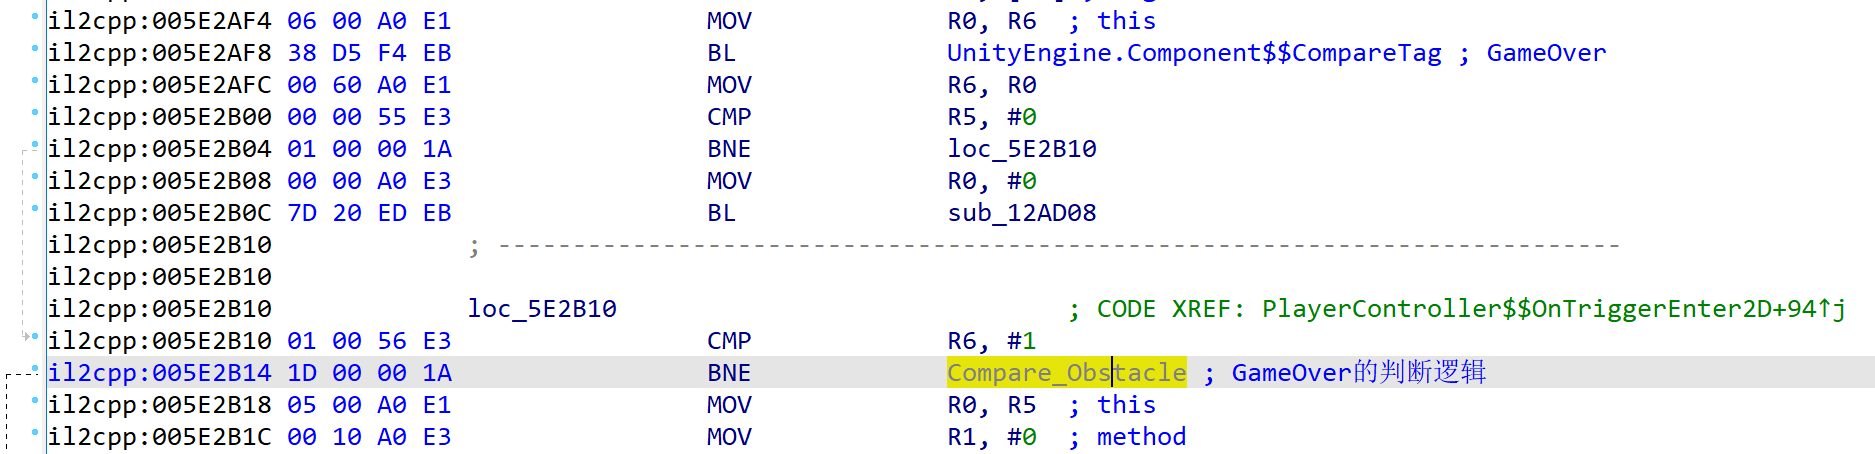 il2cpp:005E2AF4 06 00 A0 E1 MOV R0, R6 ; this
il2cpp:005E2AF8 38 D5 F4 EB BL UnityEngine.Component$$CompareTag ; GameOver
il2cpp:005E2AFC 00 60 A0 E1 MOV R6, R0
il2cpp:005E2B00 00 00 55 E3 CMP R5, #0
il2cpp:005E2B04 01 00 00 1A BNE loc_5E2B10
il2cpp:005E2B08 00 00 A0 E3 MOV R0, #0
il2cpp:005E2B0C 7D 20 ED EB BL sub_12AD08
il2cpp:005E2B10 ; ---------------------------------------------------------------------------
il2cpp:005E2B10
il2cpp:005E2B10 loc_5E2B10 ; CODE XREF: PlayerController$$OnTriggerEnter2D+94↑j
il2cpp:005E2B10 01 00 56 E3 CMP R6, #1
il2cpp:005E2B14 1D 00 00 1A BNE Compare_Obstacle ; GameOver的判断逻辑
il2cpp:005E2B18 05 00 A0 E1 MOV R0, R5 ; this
il2cpp:005E2B1C 00 10 A0 E3 MOV R1, #0 ; method